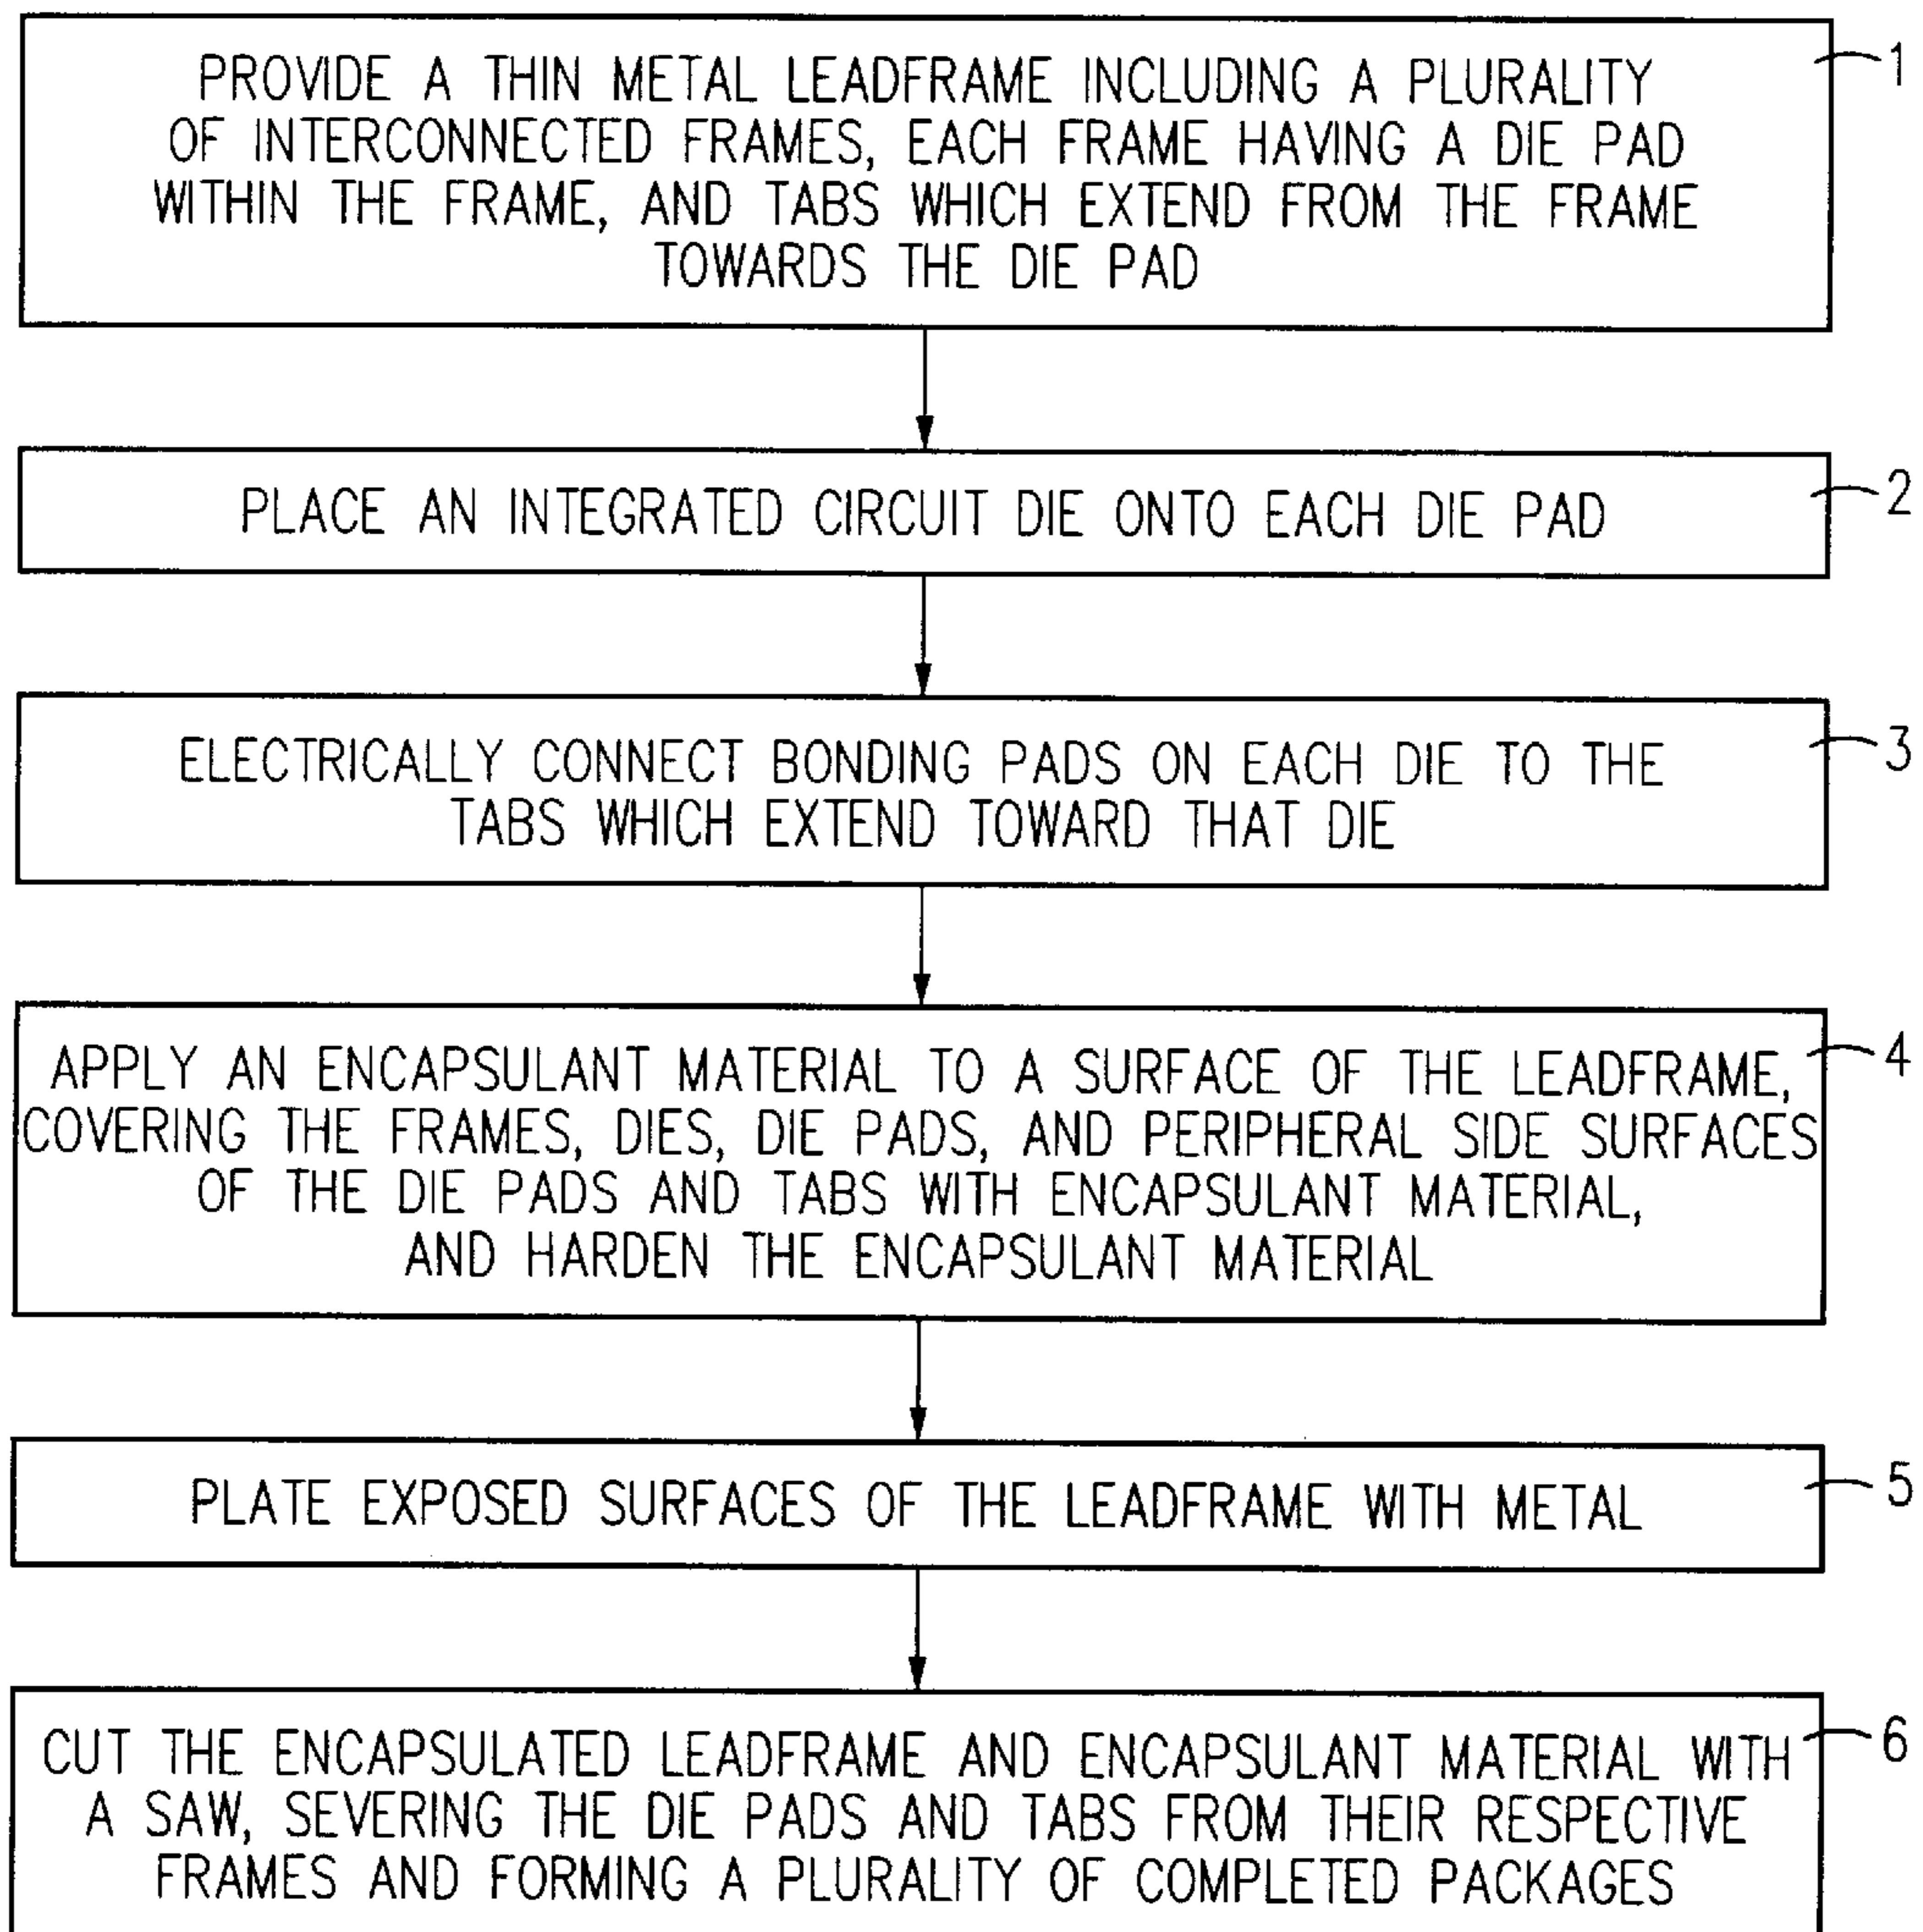 PROVIDE A THIN METAL LEADFRAME INCLUDING A PLURALITY
OF INTERCONNECTED FRAMES, EACH FRAME HAVING A DIE PAD
WITHIN THE FRAME, AND TABS WHICH EXTEND FROM THE FRAME
TOWARDS THE DIE PAD
1
PLACE AN INTEGRATED CIRCUIT DIE ONTO EACH DIE PAD
2
ELECTRICALLY CONNECT BONDING PADS ON EACH DIE TO THE
TABS WHICH EXTEND TOWARD THAT DIE
3
APPLY AN ENCAPSULANT MATERIAL TO A SURFACE OF THE LEADFRAME,
COVERING THE FRAMES, DIES, DIE PADS, AND PERIPHERAL SIDE SURFACES
OF THE DIE PADS AND TABS WITH ENCAPSULANT MATERIAL,
AND HARDEN THE ENCAPSULANT MATERIAL
4
PLATE EXPOSED SURFACES OF THE LEADFRAME WITH METAL
5
CUT THE ENCAPSULATED LEADFRAME AND ENCAPSULANT MATERIAL WITH
A SAW, SEVERING THE DIE PADS AND TABS FROM THEIR RESPECTIVE
FRAMES AND FORMING A PLURALITY OF COMPLETED PACKAGES
6